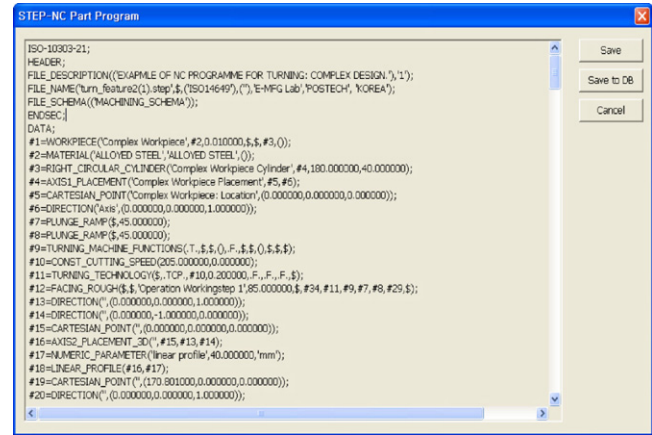 STEP-NC Part Program
ISO-10303-21;
HEADER;
FILE_DESCRIPTION(('EXAPMLE OF NC PROGRAMME FOR TURNING: COMPLEX DESIGN.'),'1');
FILE_NAME('turn_feature2(1).step',$,('ISO14649'),(''),'E-MFG Lab','POSTECH', 'KOREA');
FILE_SCHEMA(('MACHINING_SCHEMA'));
ENDSEC;
DATA;
#1=WORKPIECE('Complex Workpiece',#2,0.010000,$,$,#3,());
#2=MATERIAL('ALLOYED STEEL','ALLOYED STEEL',());
#3=RIGHT_CIRCULAR_CYLINDER('Complex Workpiece Cylinder',#4,180.000000,40.000000);
#4=AXIS1_PLACEMENT('Complex Workpiece Placement',#5,#6);
#5=CARTESIAN_POINT('Complex Workpiece: Location',(0.000000,0.000000,0.000000));
#6=DIRECTION('Axis',(0.000000,0.000000,1.000000));
#7=PLUNGE_RAMP($,45.000000);
#8=PLUNGE_RAMP($,45.000000);
#9=TURNING_MACHINE_FUNCTIONS(.T.,$,$,(),.F.,$,$,(),$,$,$);
#10=CONST_CUTTING_SPEED(205.000000,0.000000);
#11=TURNING_TECHNOLOGY($,.TCP.,#10,0.200000,.F.,.F.,.F.,$);
#12=FACING_ROUGH($,$,'Operation Workingstep 1',85.000000,$,#34,#11,#9,#7,#8,#29,$);
#13=DIRECTION('',(0.000000,0.000000,1.000000));
#14=DIRECTION('',(0.000000,-1.000000,0.000000));
#15=CARTESIAN_POINT('',(0.000000,0.000000,0.000000));
#16=AXIS2_PLACEMENT_3D('',#15,#13,#14);
#17=NUMERIC_PARAMETER('linear profile',40.000000,'mm');
#18=LINEAR_PROFILE(#16,#17);
#19=CARTESIAN_POINT('',(170.801000,0.000000,0.000000));
#20=DIRECTION('',(0.000000,0.000000,1.000000));
Save
Save to DB
Cancel